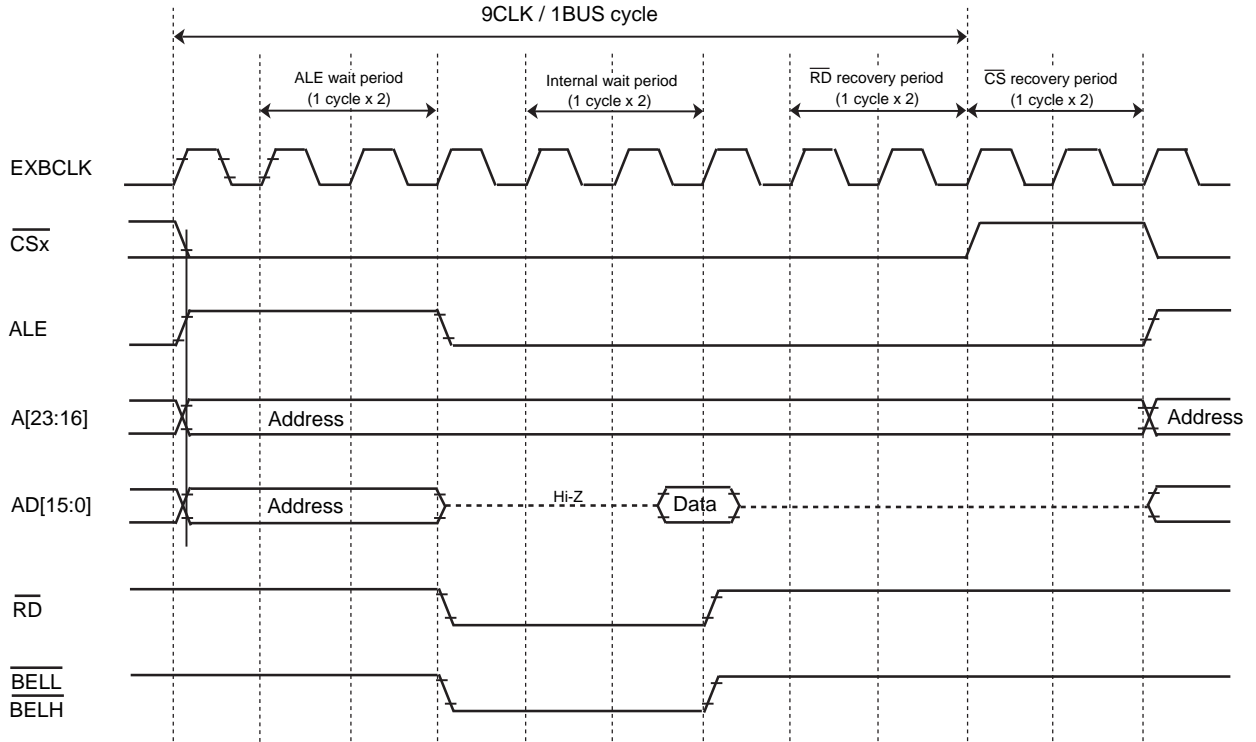 9CLK / 1BUS cycle
ALE wait period
(1 cycle x 2)
Internal wait period
(1 cycle x 2)
RD recovery period
(1 cycle x 2)
CS recovery period
(1 cycle x 2)
EXBCLK
CSx
ALE
A[23:16]
Address
Address
AD[15:0]
Address
Hi-Z
Data
RD
BELL
BELH